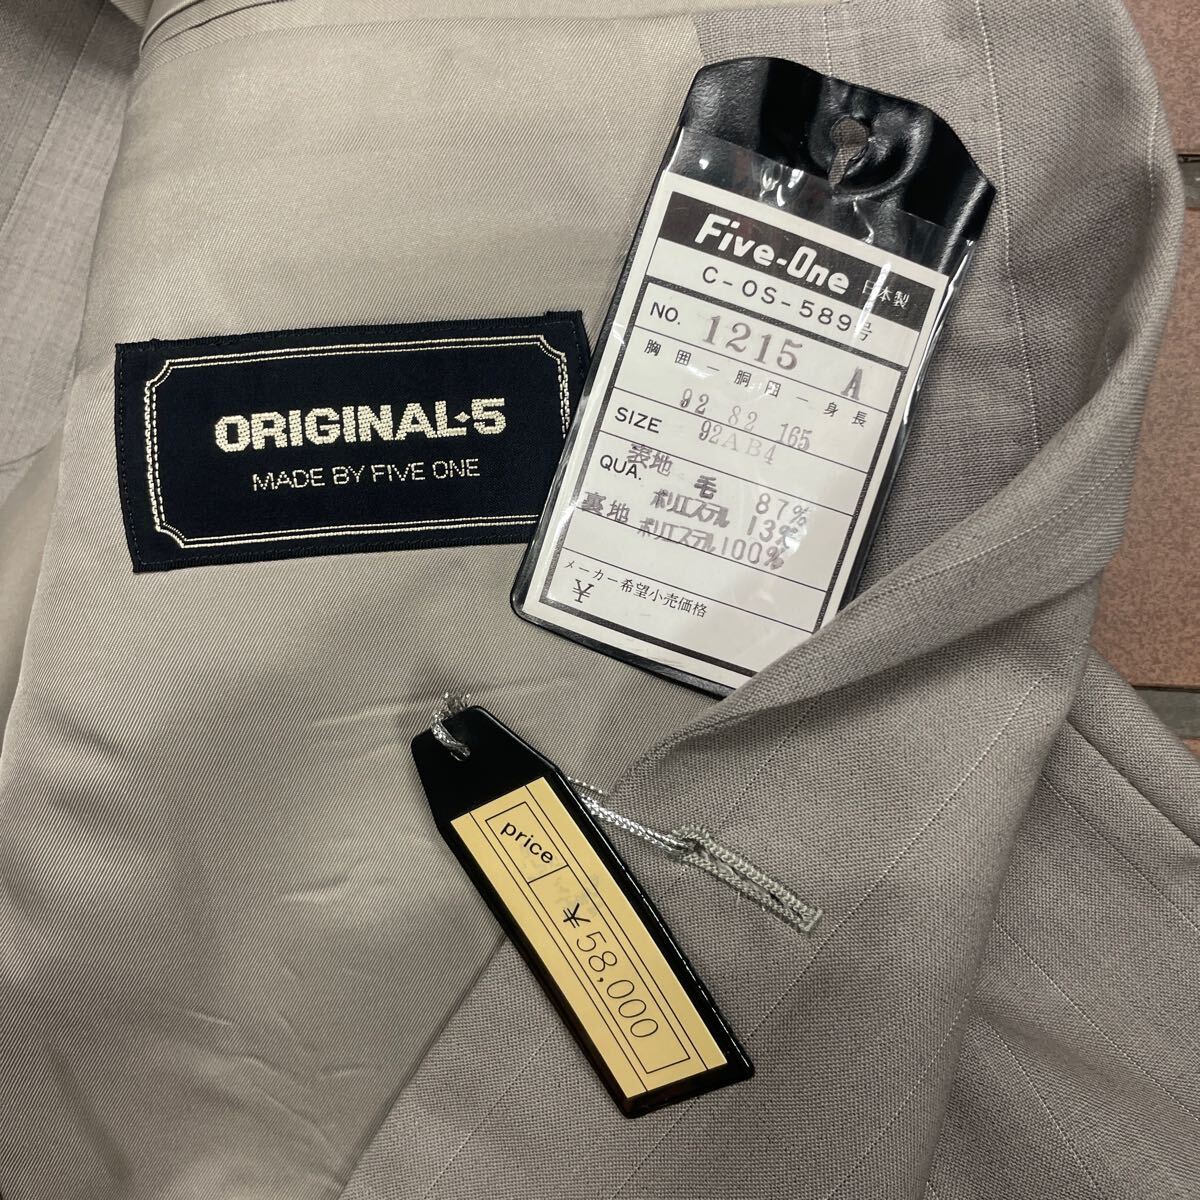 ORIGINAL·5
MADE BY FIVE ONE
Five-One 日本製
C-OS-589号
NO. 1215 A
胸囲ー胴囲ー身長
92 82 165
SIZE 92AB4
QUA. 表地 毛 87%
ポリエステル 13%
裏地 ポリエステル 100%
メーカー希望小売価格
¥
price
¥58,000